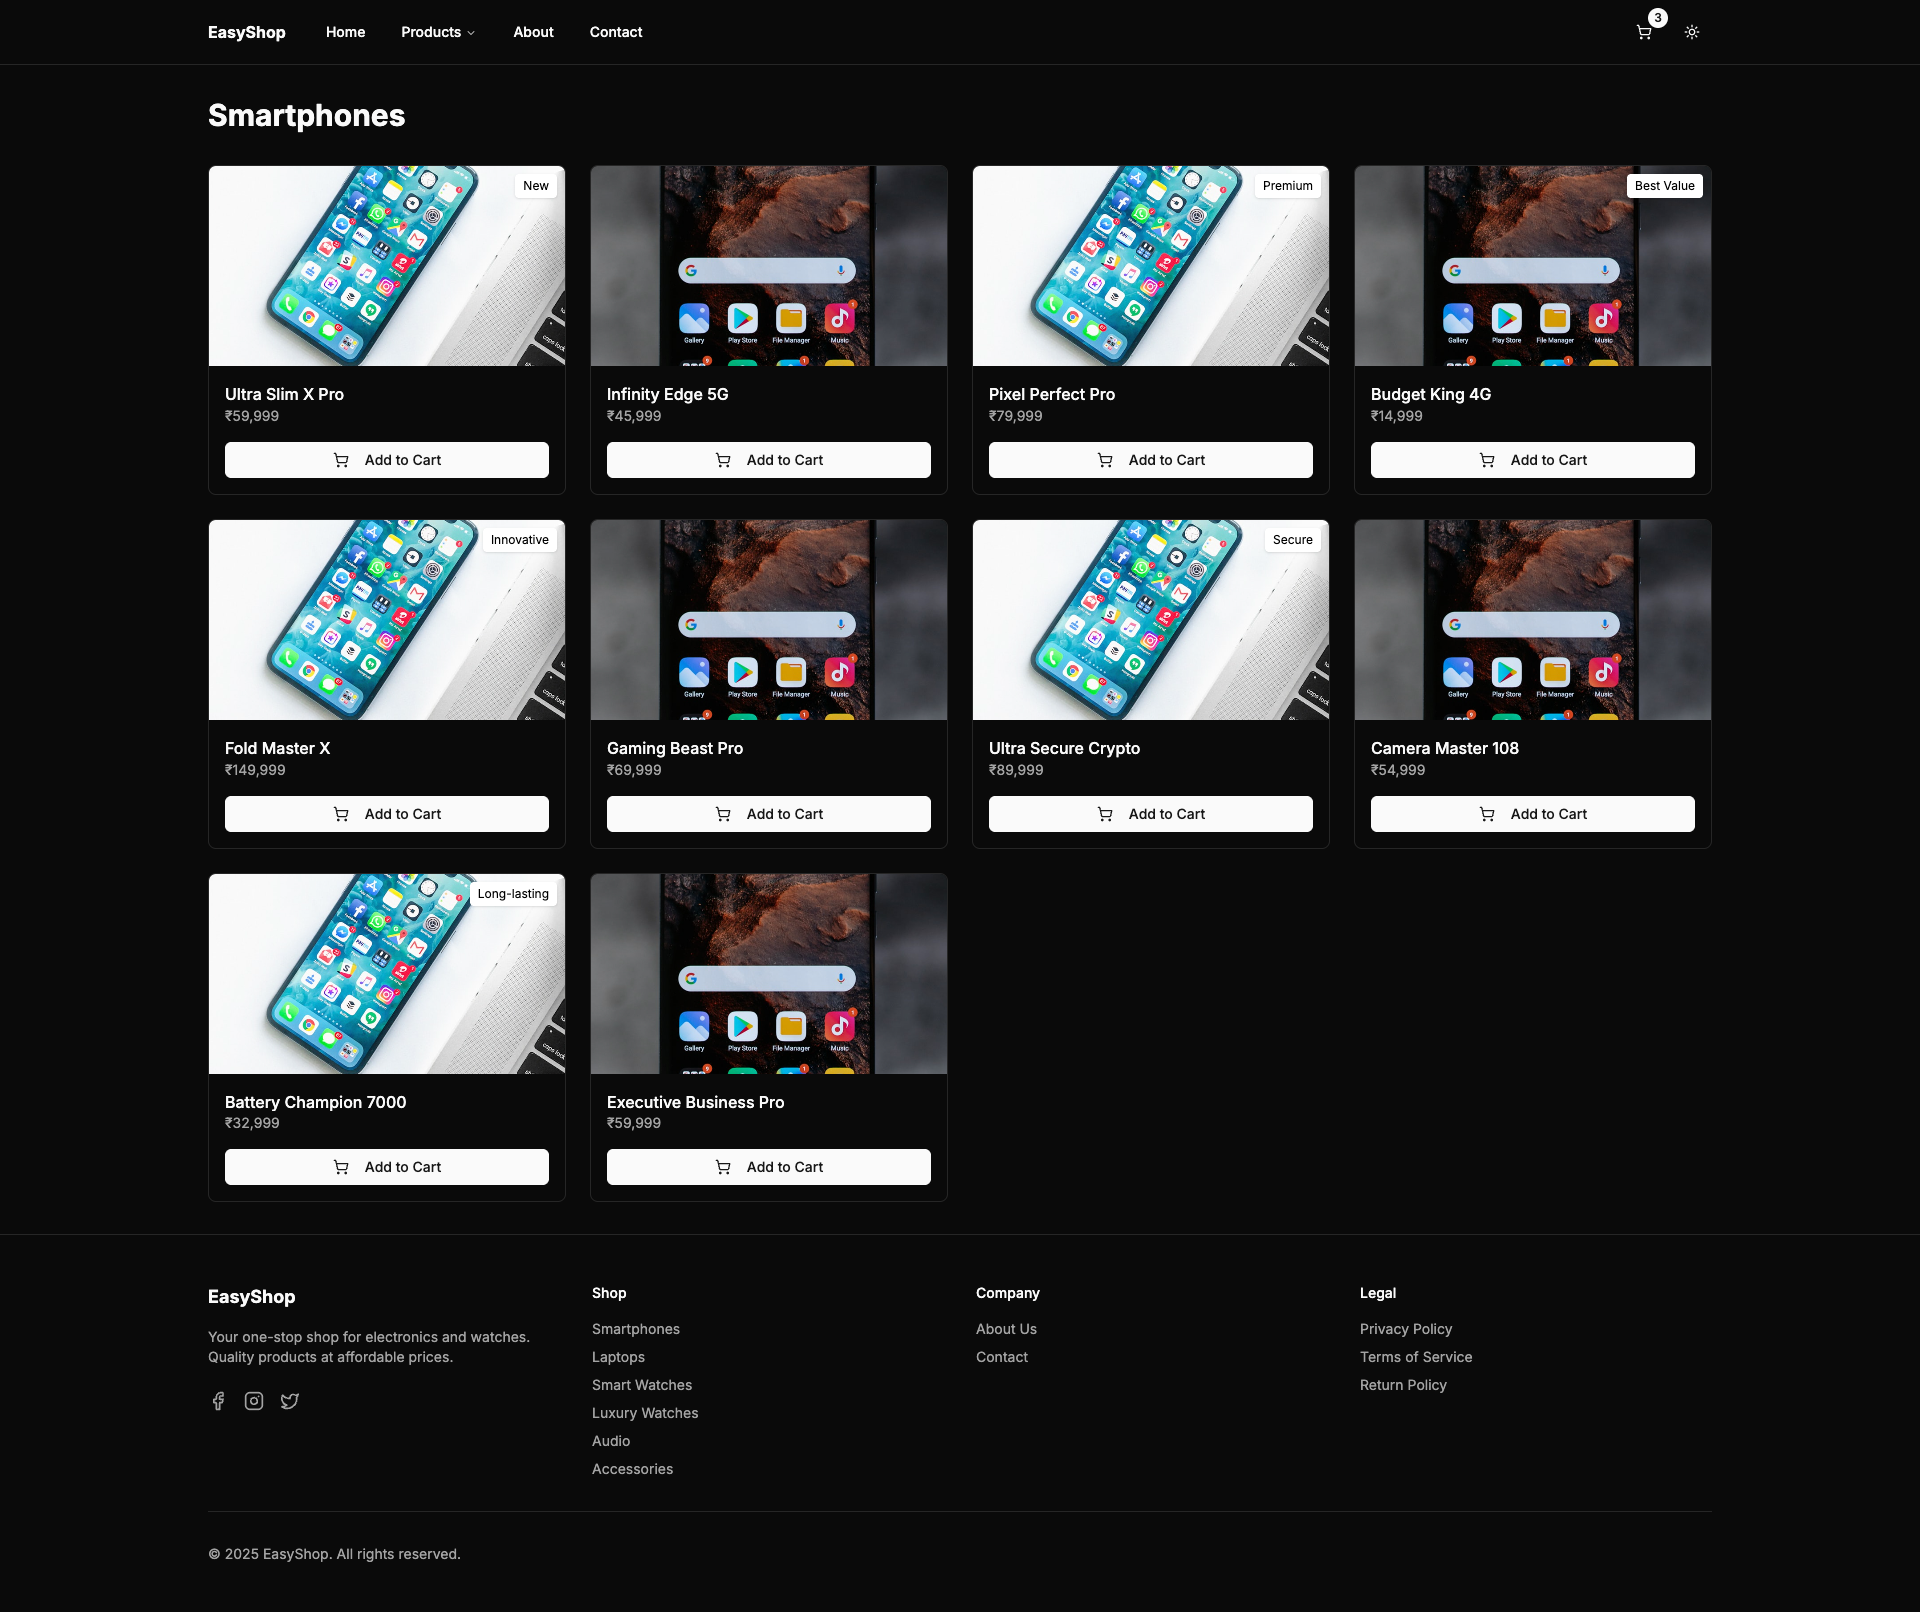 EasyShop
Home
Products
About
Contact
3
Smartphones
New
Ultra Slim X Pro
₹59,999
Add to Cart
Gallery
Play Store
File Manager
Music
Infinity Edge 5G
₹45,999
Add to Cart
Premium
Pixel Perfect Pro
₹79,999
Add to Cart
Best Value
Gallery
Play Store
File Manager
Music
Budget King 4G
₹14,999
Add to Cart
Innovative
Fold Master X
₹149,999
Add to Cart
Gallery
Play Store
File Manager
Music
Gaming Beast Pro
₹69,999
Add to Cart
Secure
Ultra Secure Crypto
₹89,999
Add to Cart
Gallery
Play Store
File Manager
Music
Camera Master 108
₹54,999
Add to Cart
Long-lasting
Battery Champion 7000
₹32,999
Add to Cart
Gallery
Play Store
File Manager
Music
Executive Business Pro
₹59,999
Add to Cart
EasyShop
Your one-stop shop for electronics and watches.
Quality products at affordable prices.
Shop
Smartphones
Laptops
Smart Watches
Luxury Watches
Audio
Accessories
Company
About Us
Contact
Legal
Privacy Policy
Terms of Service
Return Policy
© 2025 EasyShop. All rights reserved.